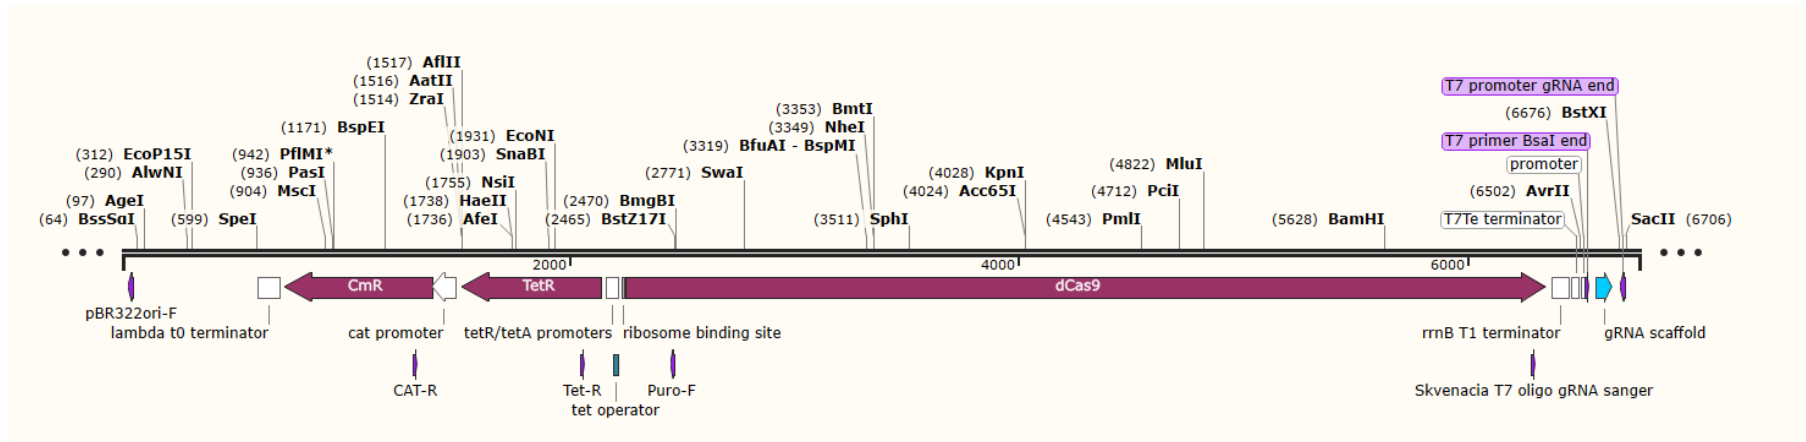 (1517) AflII
(1516) AatII
(1514) ZraI
T7 promoter gRNA end
(3353) BmtI
(6676) BstXI
(1171) BspEI
(1931) EcoNI
(3349) NheI
T7 primer BsaI end
(312) EcoP15I
(942) PflMI*
(1903) SnaBI
(3319) BfuAI - BspMI
(4822) MluI
promoter
(290) AlwNI
(936) PasI
(2771) SwaI
(4028) KpnI
(1755) NsiI
(904) MscI
(4024) Acc65I
(4712) PciI
(6502) AvrII
(97) AgeI
(1738) HaeII
(2470) BmgBI
(64) BssSαI
(599) SpeI
(1736) AfeI
(2465) BstZ17I
(3511) SphI
(4543) PmlI
(5628) BamHI
T7Te terminator
SacII (6706)
2000
4000
6000
CmR
TetR
dCas9
pBR322ori-F
lambda t0 terminator
cat promoter
tetR/tetA promoters
ribosome binding site
rrnB T1 terminator
gRNA scaffold
CAT-R
Tet-R
Puro-F
Skvenacia T7 oligo gRNA sanger
tet operator